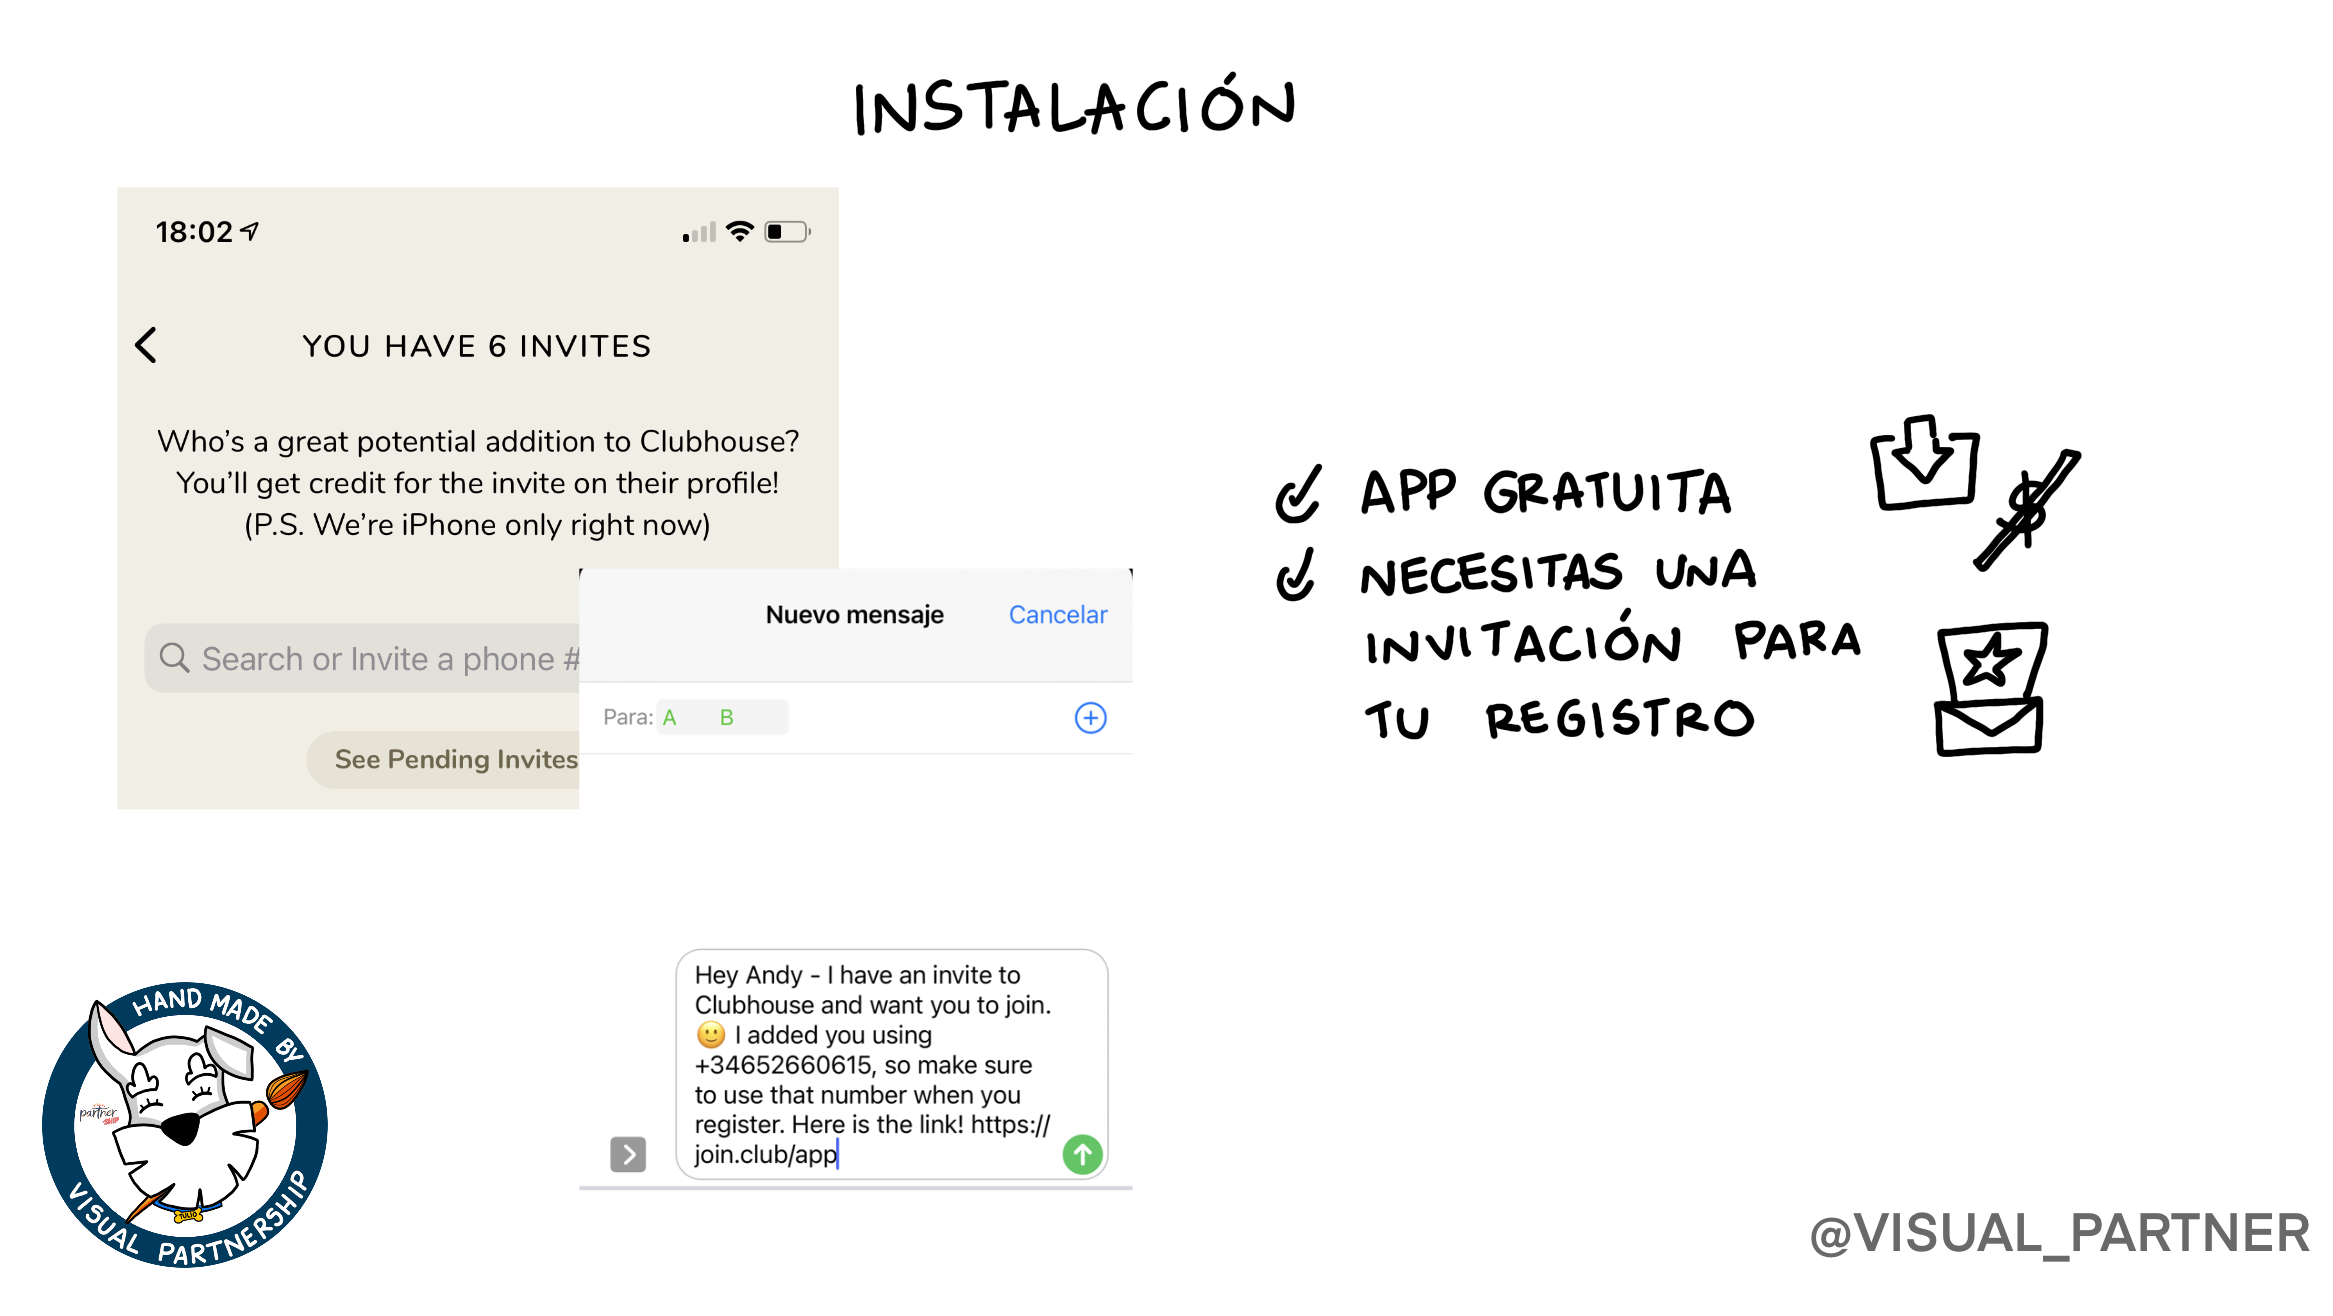 INSTALACIÓN
18:02
YOU HAVE 6 INVITES
Who's a great potential addition to Clubhouse?
You'll get credit for the invite on their profile!
(P.S. We're iPhone only right now)
Search or Invite a phone #
See Pending Invites
Nuevo mensaje
Cancelar
Para: A B
Hey Andy - I have an invite to
Clubhouse and want you to join.
🙂 I added you using
+34652660615, so make sure
to use that number when you
register. Here is the link! https://
join.club/app
APP GRATUITA
NECESITAS UNA
INVITACIÓN PARA
TU REGISTRO
HAND MADE BY
partner
SHIP
TULIO
VISUAL PARTNERSHIP
@VISUAL_PARTNER